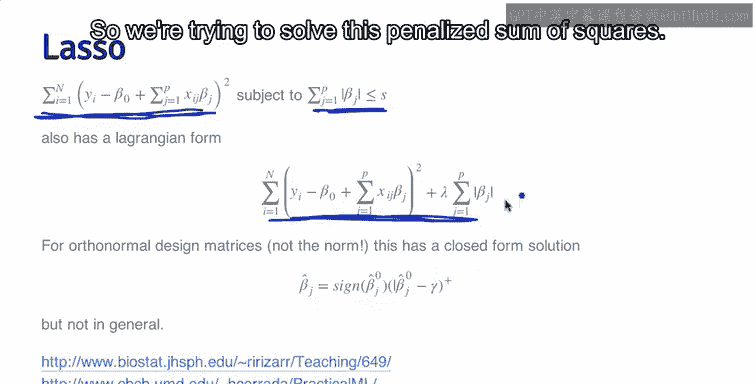 So we're trying to solve this penalized sum of squares.
Lasso
∑_{i=1}^{N} (y_i − β_0 + ∑_{j=1}^{p} x_{ij}β_j)^2 subject to ∑_{j=1}^{p} |β_j| ≤ s
also has a lagrangian form
∑_{i=1}^{N} (y_i − β_0 + ∑_{j=1}^{p} x_{ij}β_j)^2 + λ ∑_{j=1}^{p} |β_j|
For orthonormal design matrices (not the norm!) this has a closed form solution
β̂_j = sign(β̂_j^0)(|β̂_j^0 − γ)^+
but not in general.
http://www.biostat.jhsph.edu/~ririzarr/Teaching/649/